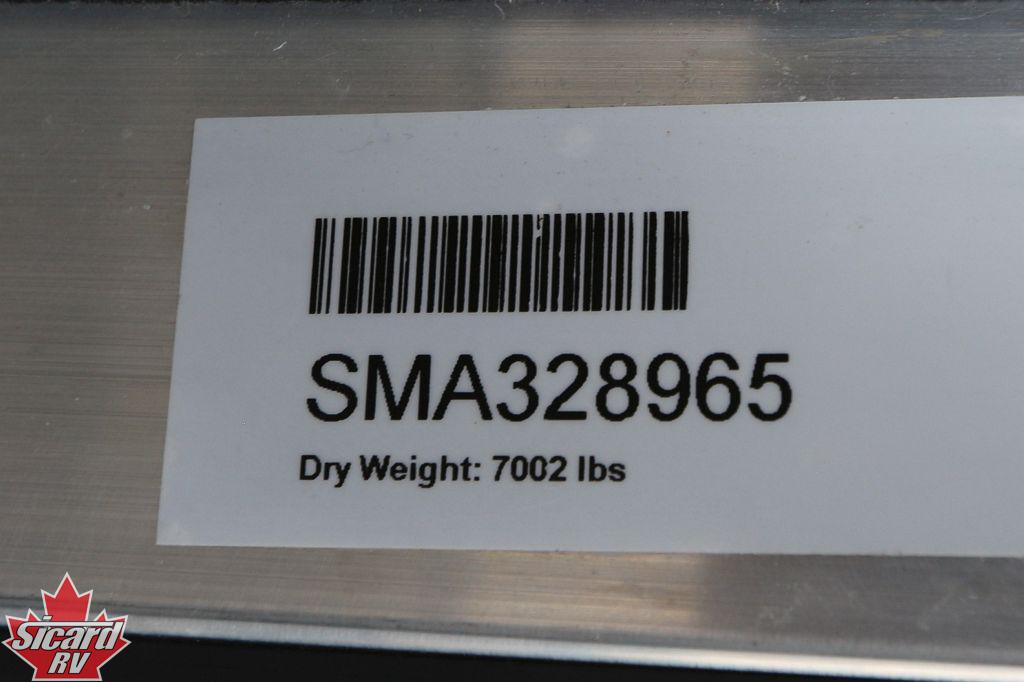 SMA328965
Dry Weight: 7002 lbs
Sicard
RV